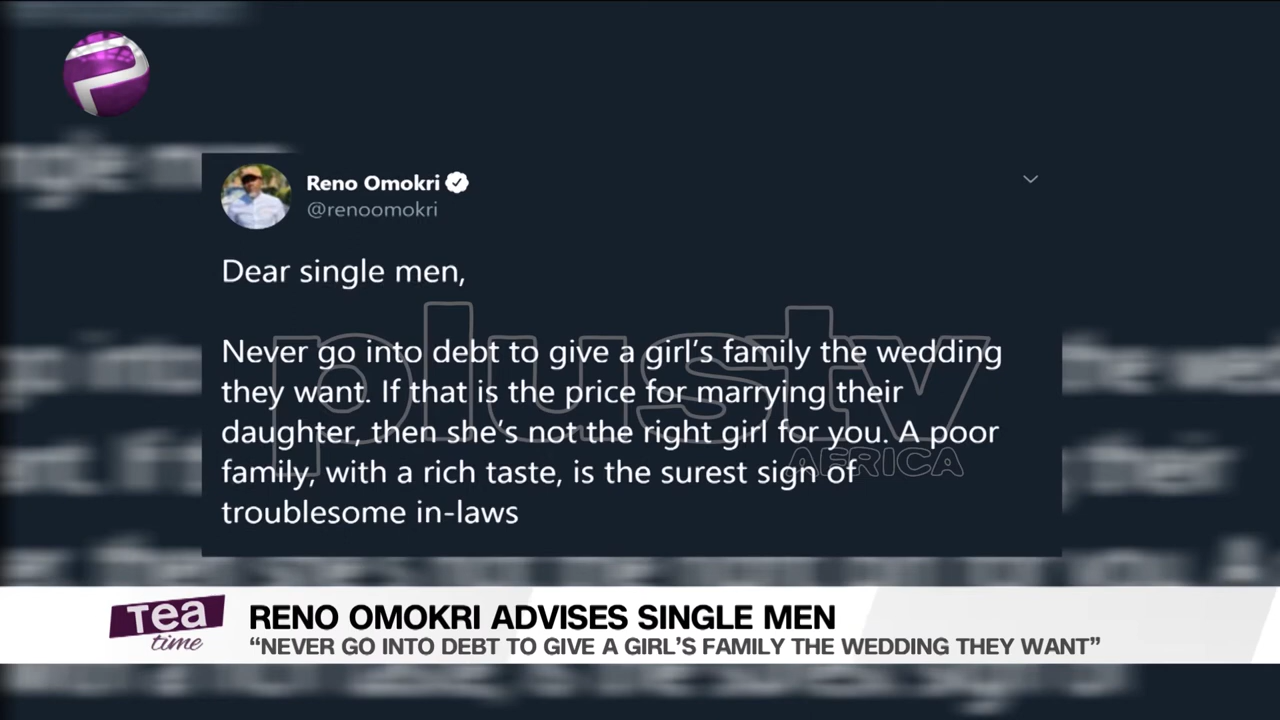 Reno Omokri
@renoomokri
Dear single men,
Never go into debt to give a girl's family the wedding
they want. If that is the price for marrying their
daughter, then she's not the right girl for you. A poor
family, with a rich taste, is the surest sign of
troublesome in-laws
plustv
AFRICA
Tea
time
RENO OMOKRI ADVISES SINGLE MEN
“NEVER GO INTO DEBT TO GIVE A GIRL'S FAMILY THE WEDDING THEY WANT”